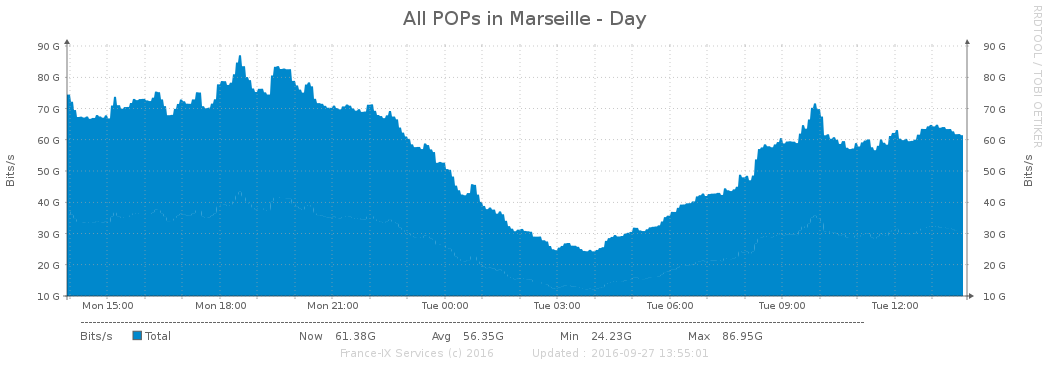 All POPs in Marseille - Day
RRDTOOL / TOBI OETIKER
Bits/s
90 G 90 G
80 G 80 G
70 G 70 G
60 G 60 G
50 G 50 G
40 G 40 G
30 G 30 G
20 G 20 G
10 G 10 G
Bits/s
Mon 15:00 Mon 18:00 Mon 21:00 Tue 00:00 Tue 03:00 Tue 06:00 Tue 09:00 Tue 12:00
Bits/s Total Now 61.38G Avg 56.35G Min 24.23G Max 86.95G
France-IX Services (c) 2016 Updated : 2016-09-27 13:55:01